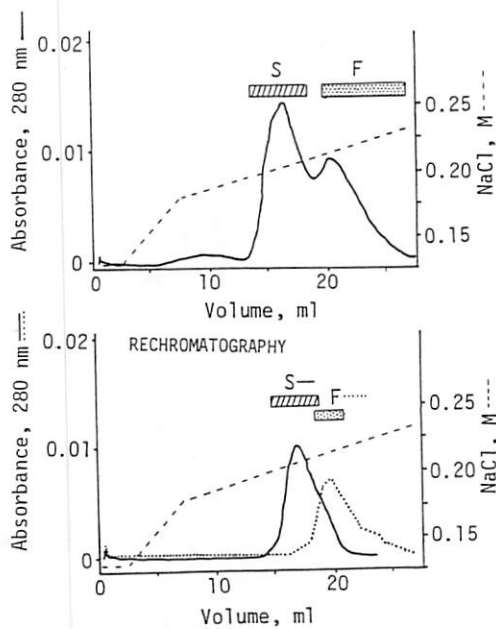 Absorbance, 280 nm —
0.02
0.01
0
S
F
0.25
0.20
0.15
NaCl, M ----
0
10
20
Volume, ml
Absorbance, 280 nm
0.02
0.01
0
RECHROMATOGRAPHY
S—
F·····
0.25
0.20
0.15
NaCl, M ----
0
10
20
Volume, ml